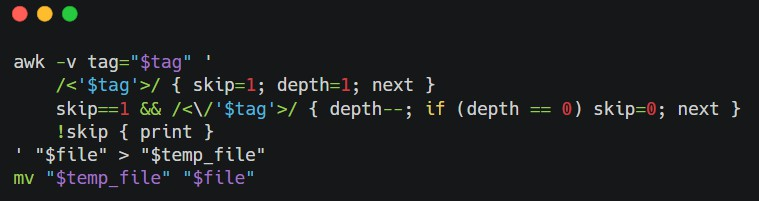 awk -v tag="$tag" '
    /<'$tag'>/ { skip=1; depth=1; next }
    skip==1 && /<\/'$tag'>/ { depth--; if (depth == 0) skip=0; next }
    !skip { print }
' "$file" > "$temp_file"
mv "$temp_file" "$file"